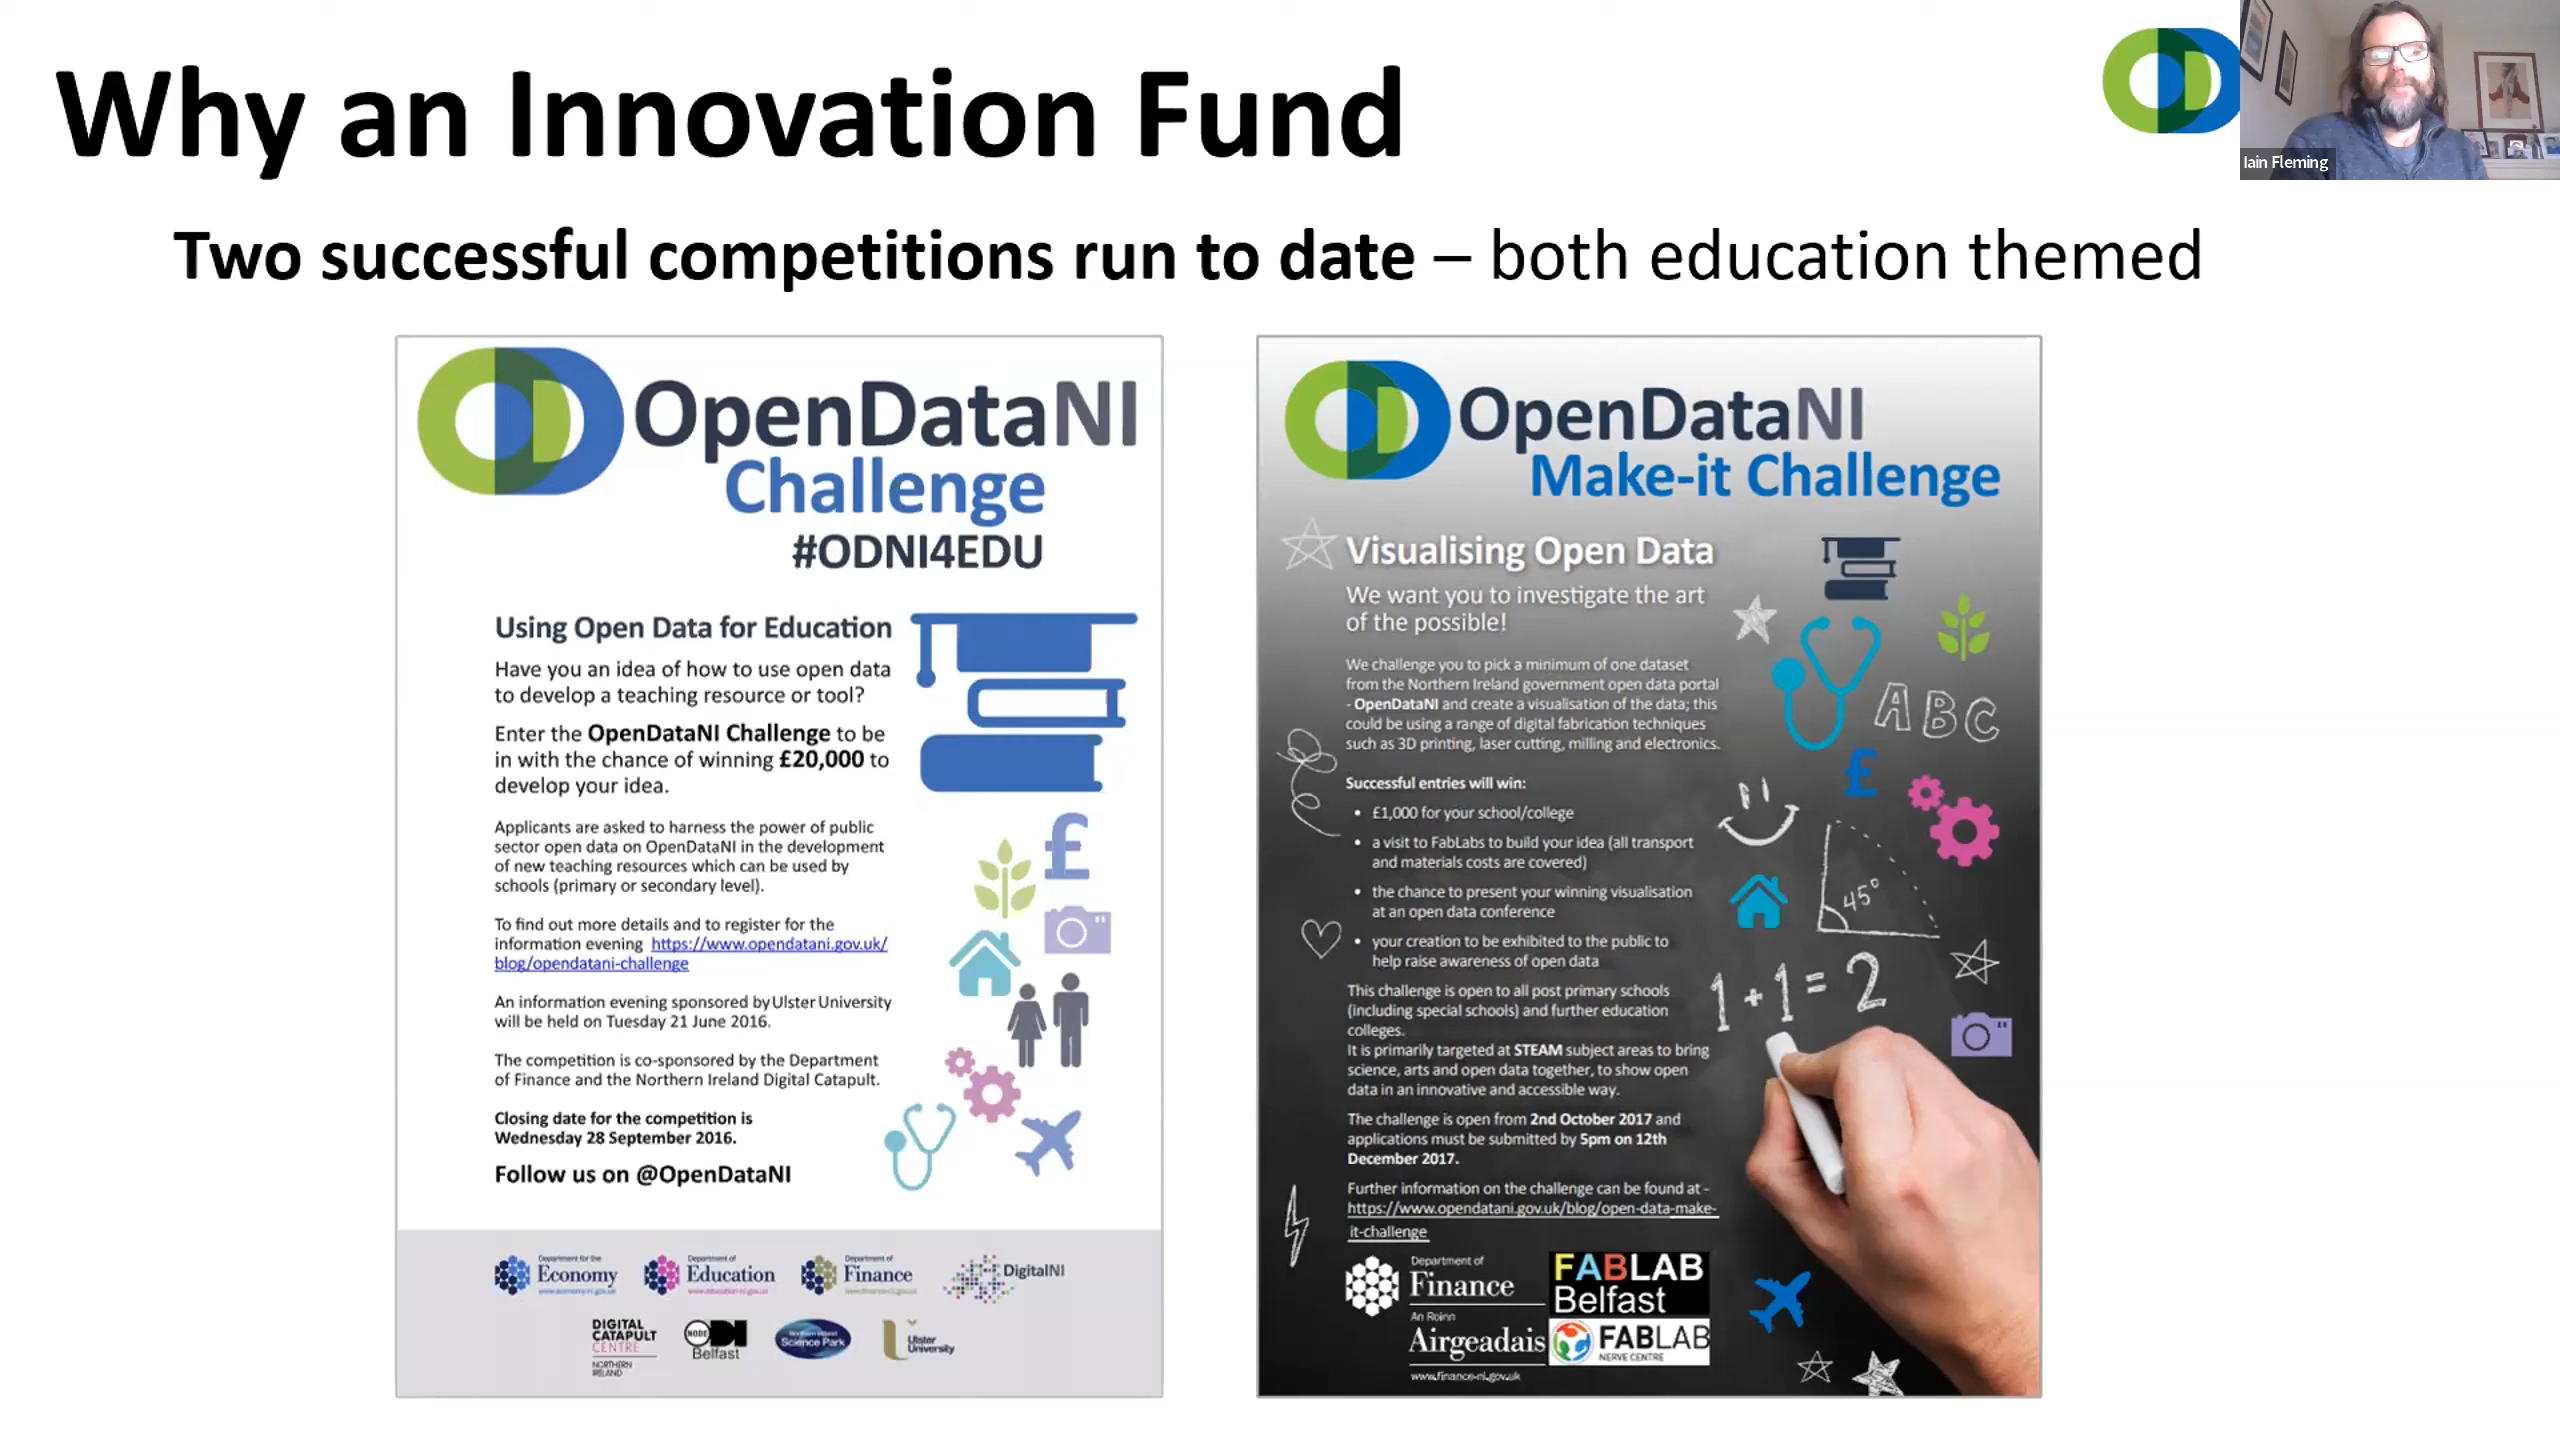 Why an Innovation Fund
Iain Fleming
Two successful competitions run to date – both education themed
OpenDataNI
Challenge
#ODNI4EDU
Using Open Data for Education
Have you an idea of how to use open data
to develop a teaching resource or tool?
Enter the OpenDataNI Challenge to be
in with the chance of winning £20,000 to
develop your idea.
Applicants are asked to harness the power of public
sector open data on OpenDataNI in the development
of new teaching resources which can be used by
schools (primary or secondary level).
To find out more details and to register for the
information evening https://www.opendatani.gov.uk/
blog/opendatani-challenge
An information evening sponsored by Ulster University
will be held on Tuesday 21 June 2016.
The competition is co-sponsored by the Department
of Finance and the Northern Ireland Digital Catapult.
Closing date for the competition is
Wednesday 28 September 2016.
Follow us on @OpenDataNI
Department for the
Economy
www.economy-ni.gov.uk
Department of
Education
www.education-ni.gov.uk
Department of
Finance
www.finance-ni.gov.uk
DigitalNI
DIGITAL
CATAPULT
CENTRE
NORTHERN
IRELAND
NODE
Belfast
Northern Ireland
Science Park
Ulster
University
OpenDataNI
Make-it Challenge
Visualising Open Data
We want you to investigate the art
of the possible!
We challenge you to pick a minimum of one dataset
from the Northern Ireland government open data portal
- OpenDataNI and create a visualisation of the data; this
could be using a range of digital fabrication techniques
such as 3D printing, laser cutting, milling and electronics.
Successful entries will win:
• £1,000 for your school/college
• a visit to FabLabs to build your idea (all transport
and materials costs are covered)
• the chance to present your winning visualisation
at an open data conference
• your creation to be exhibited to the public to
help raise awareness of open data
This challenge is open to all post primary schools
(including special schools) and further education
colleges.
It is primarily targeted at STEAM subject areas to bring
science, arts and open data together, to show open
data in an innovative and accessible way.
The challenge is open from 2nd October 2017 and
applications must be submitted by 5pm on 12th
December 2017.
Further information on the challenge can be found at -
https://www.opendatani.gov.uk/blog/open-data-make-
it-challenge
ABC
£
45°
1+1=2
Department of
Finance
An Roinn
Airgeadais
www.finance-ni.gov.uk
FABLAB
Belfast
FABLAB
NERVE CENTRE